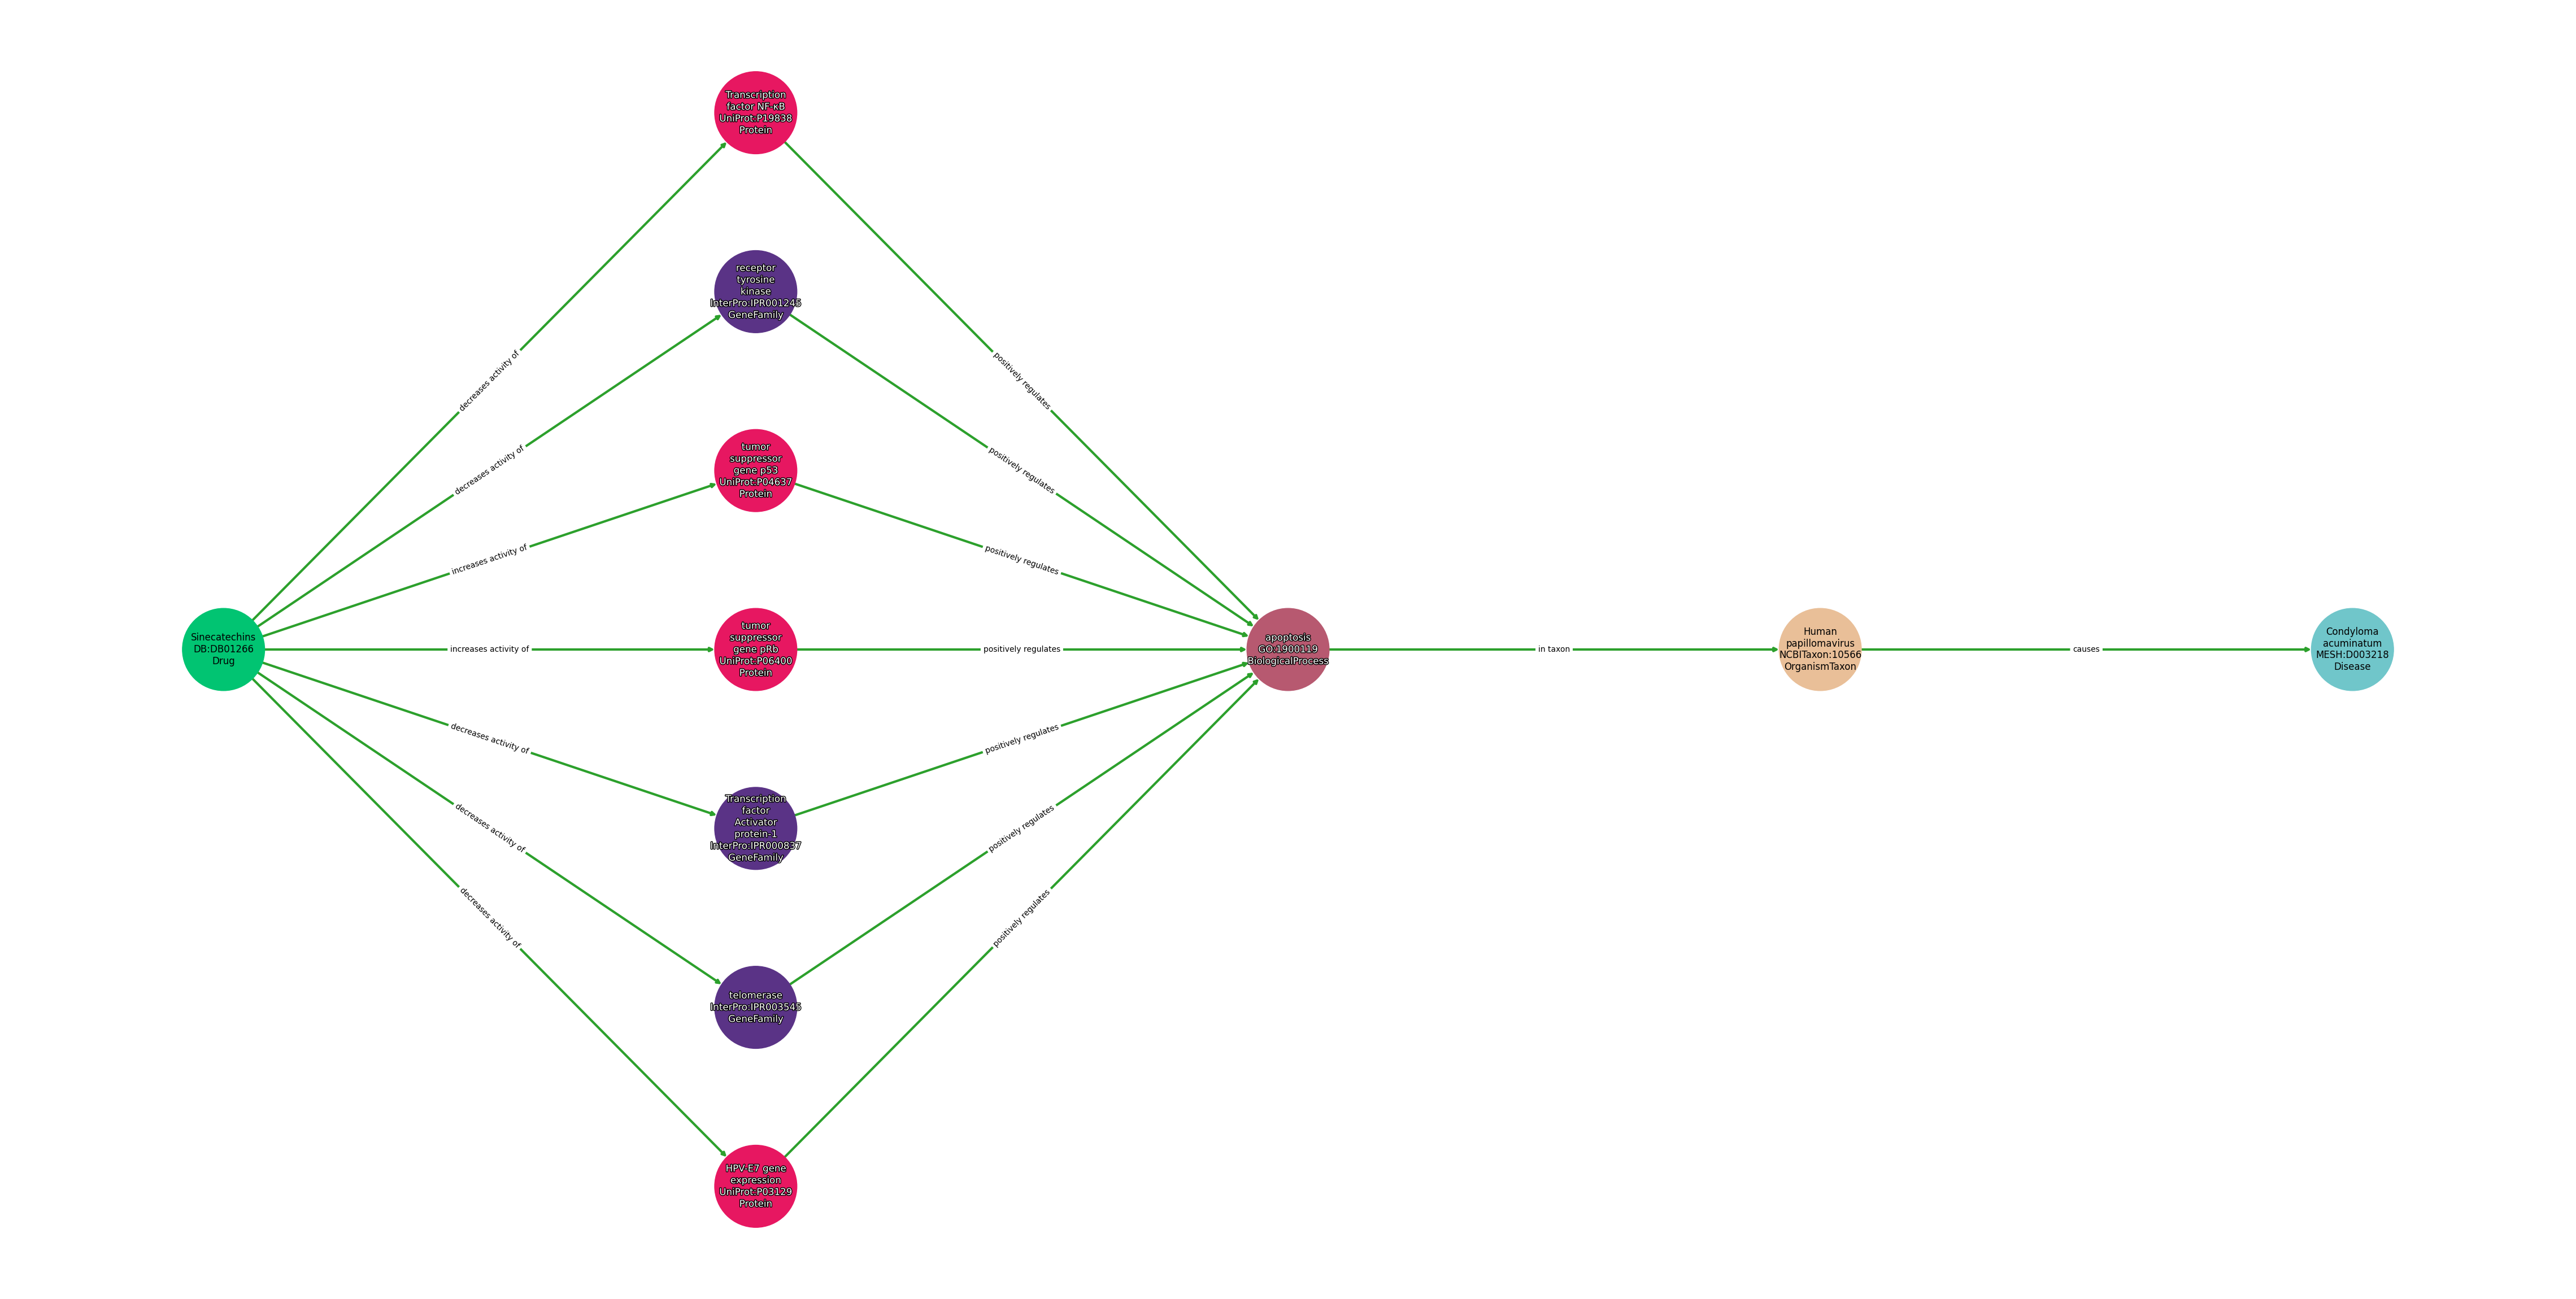 Transcription
factor NF-κB
UniProt:P19838
Protein
receptor
tyrosine
kinase
InterPro:IPR001245
GeneFamily
decreases activity of
positively regulates
decreases activity of
positively regulates
tumor
suppressor
gene p53
UniProt:P04637
Protein
increases activity of
positively regulates
Sinecatechins
DB:DB01266
Drug
increases activity of
tumor
suppressor
gene pRb
UniProt:P06400
Protein
positively regulates
apoptosis
GO:1900119
BiologicalProcess
in taxon
Human
papillomavirus
NCBITaxon:10566
OrganismTaxon
causes
Condyloma
acuminatum
MESH:D003218
Disease
decreases activity of
positively regulates
Transcription
factor
Activator
protein-1
InterPro:IPR000837
GeneFamily
decreases activity of
positively regulates
decreases activity of
positively regulates
telomerase
InterPro:IPR003545
GeneFamily
HPV-E7 gene
expression
UniProt:P03129
Protein